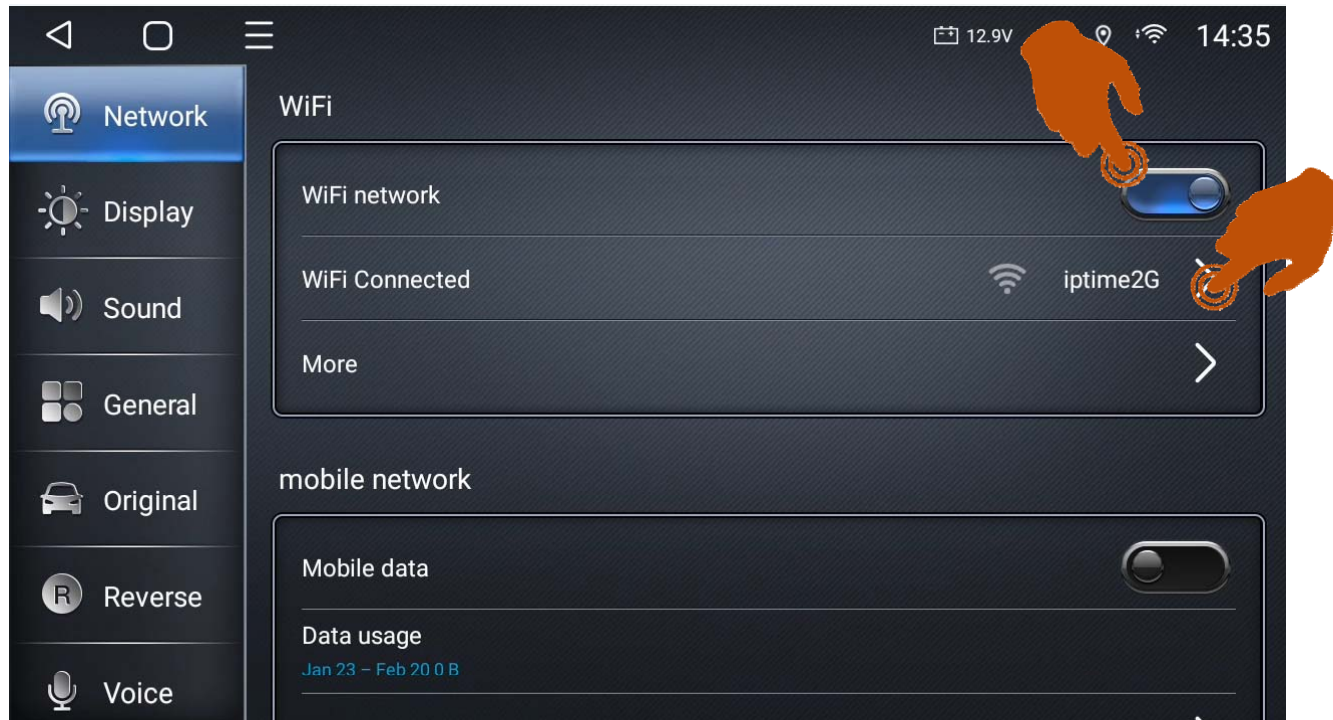 12.9V
14:35
Network
Display
Sound
General
Original
R
Reverse
Voice
WiFi
WiFi network
WiFi Connected
iptime2G
More
mobile network
Mobile data
Data usage
Jan 23 – Feb 20 0 B